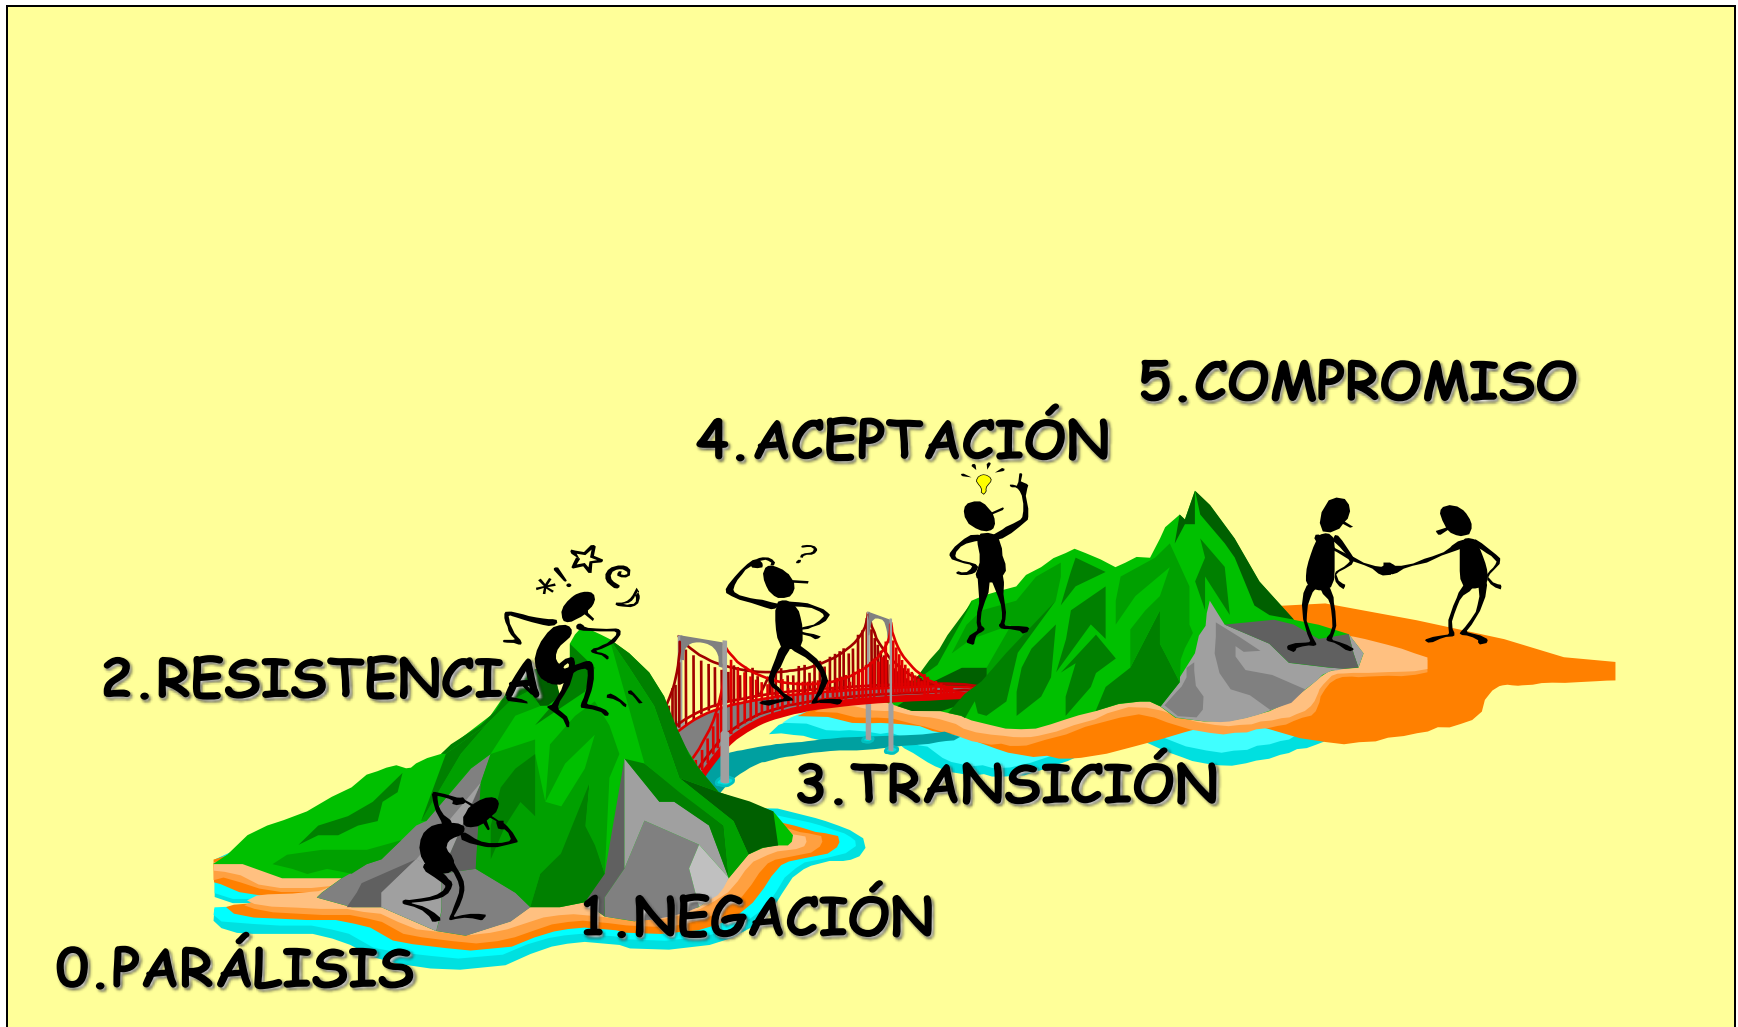 5.COMPROMISO
4.ACEPTACIÓN
2.RESISTENCIA
3.TRANSICIÓN
1.NEGACIÓN
0.PARÁLISIS